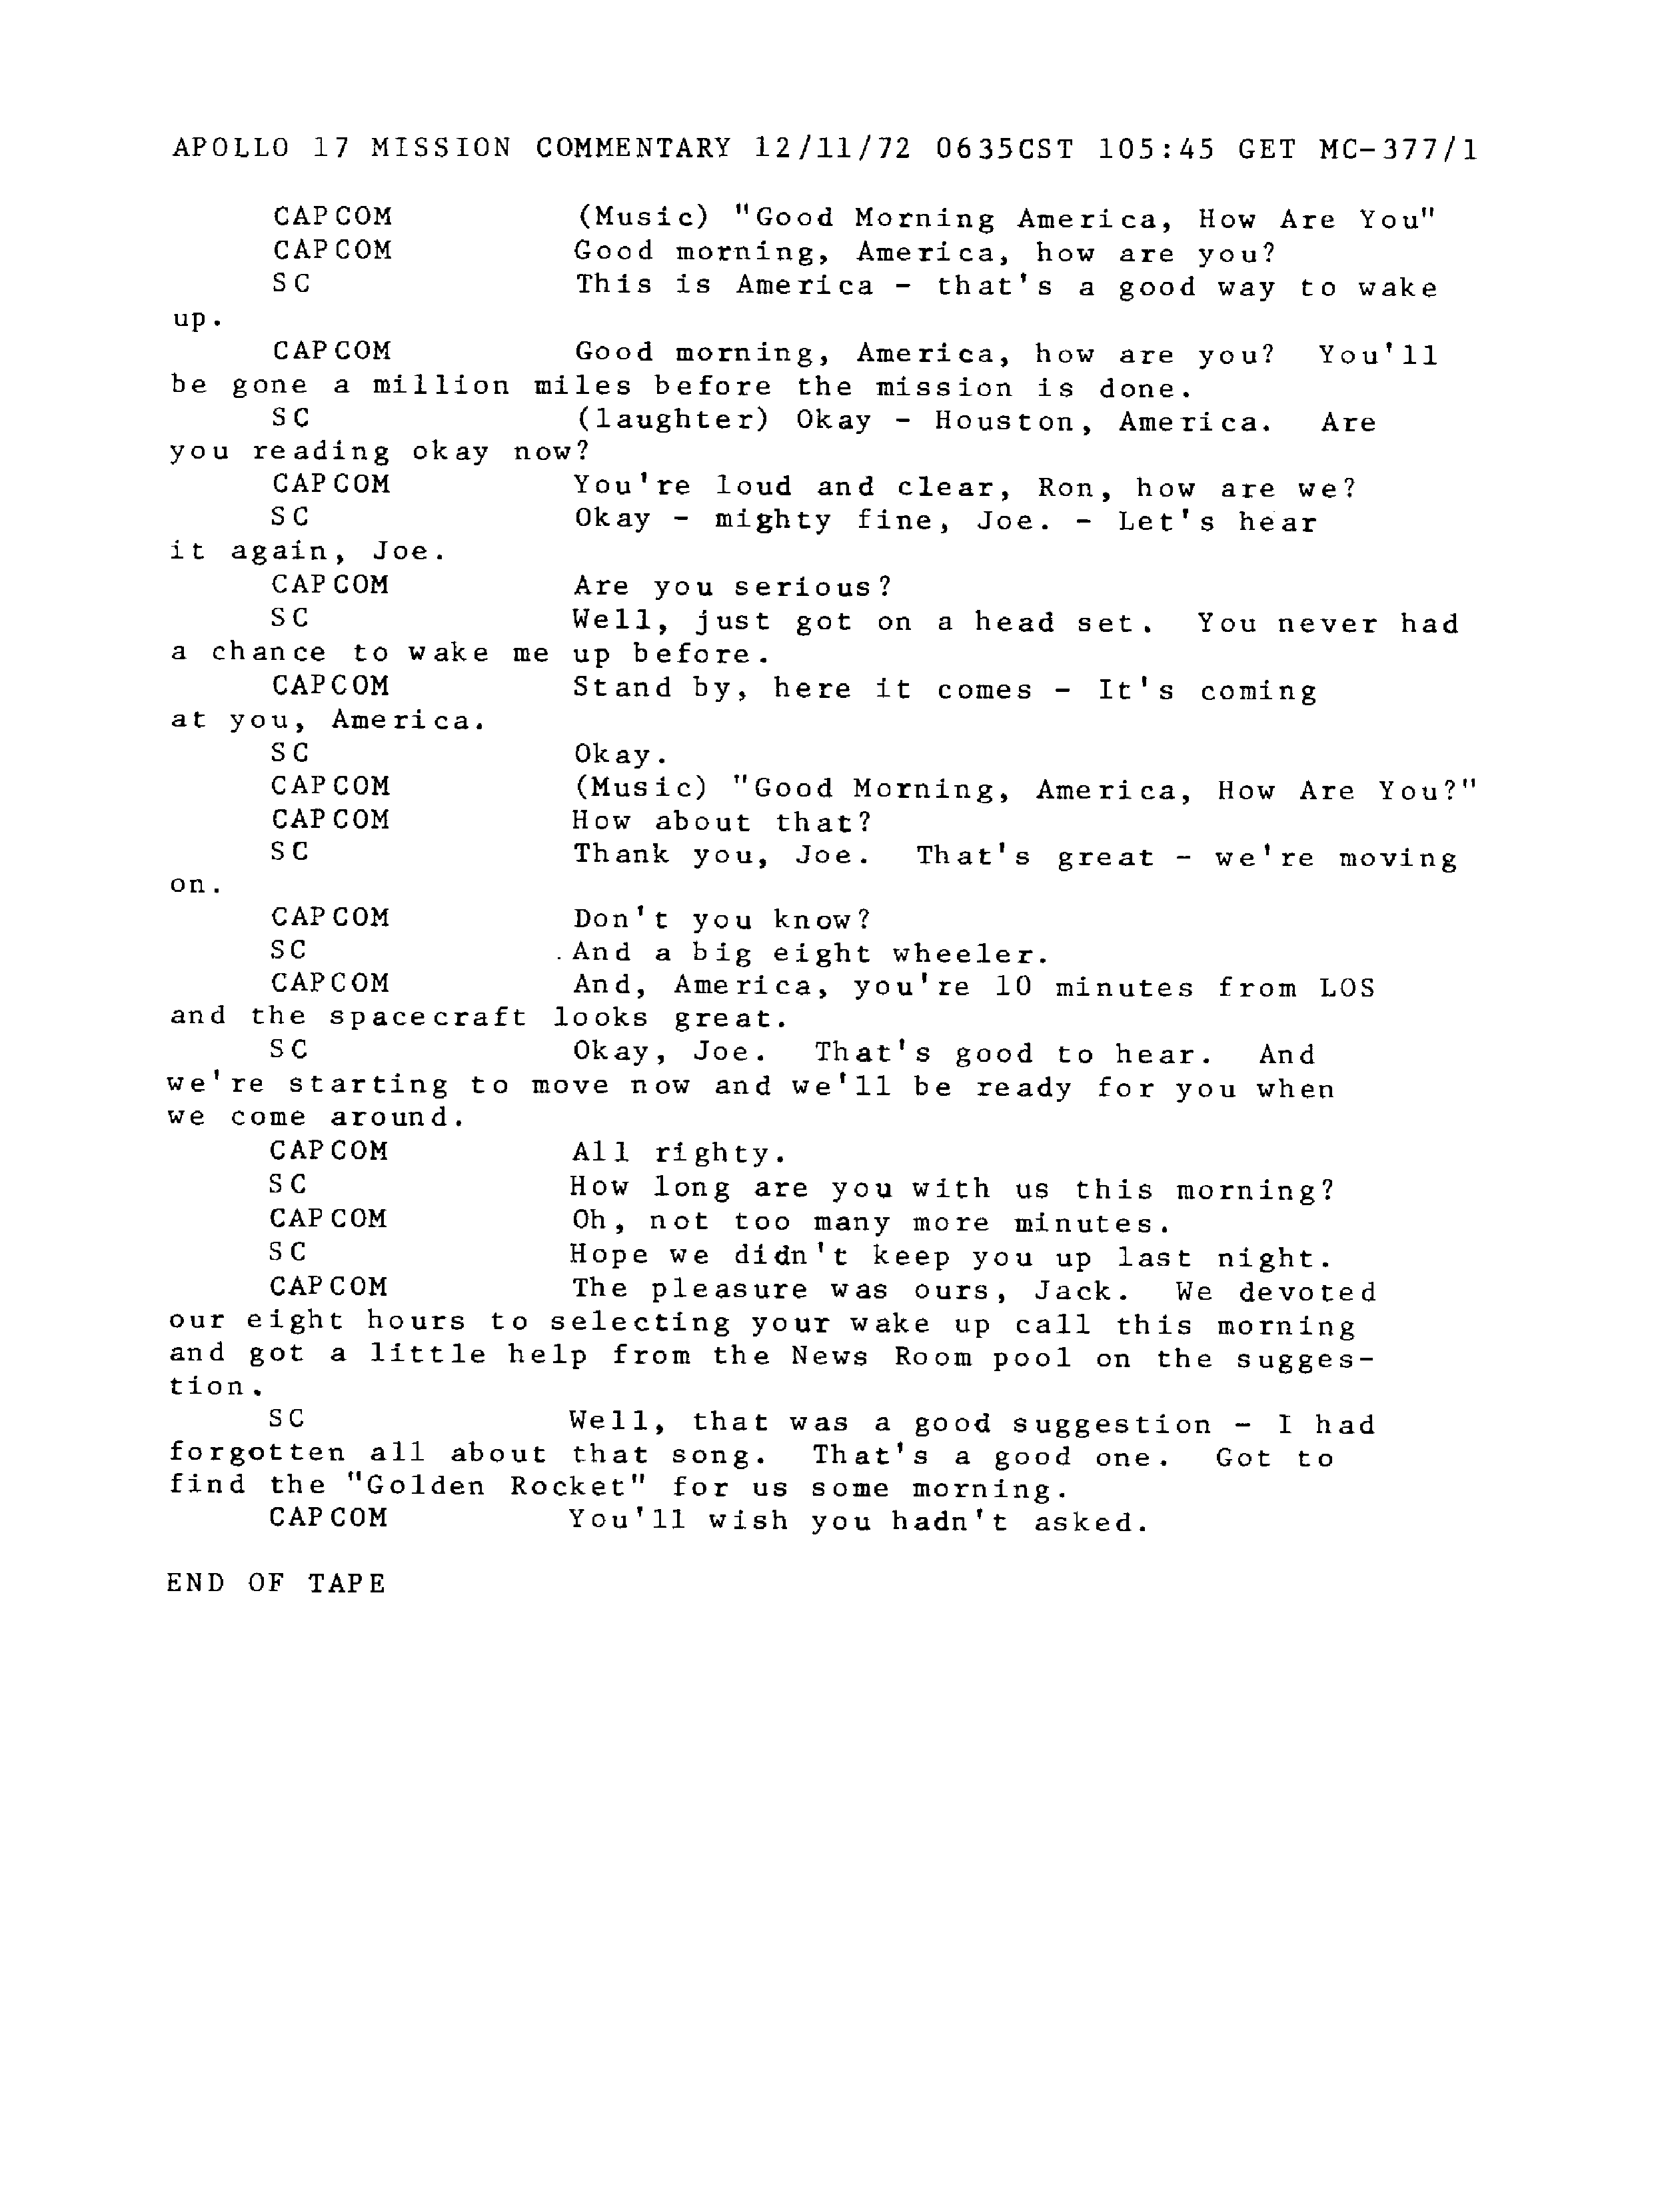 APOLLO 17 MISSION COMMENTARY 12/11/72 0635CST 105:45 GET MC-377/1
CAPCOM (Music) "Good Morning America, How Are You"
CAPCOM Good morning, America, how are you?
SC This is America - that's a good way to wake
up.
CAPCOM Good morning, America, how are you? You'll
be gone a million miles before the mission is done.
SC (laughter) Okay - Houston, America. Are
you reading okay now?
CAPCOM You're loud and clear, Ron, how are we?
SC Okay - mighty fine, Joe. - Let's hear
it again, Joe.
CAPCOM Are you serious?
SC Well, just got on a head set. You never had
a chance to wake me up before.
CAPCOM Stand by, here it comes - It's coming
at you, America.
SC Okay.
CAPCOM (Music) "Good Morning, America, How Are You?"
CAPCOM How about that?
SC Thank you, Joe. That's great - we're moving
on.
CAPCOM Don't you know?
SC And a big eight wheeler.
CAPCOM And, America, you're 10 minutes from LOS
and the spacecraft looks great.
SC Okay, Joe. That's good to hear. And
we're starting to move now and we'll be ready for you when
we come around.
CAPCOM All righty.
SC How long are you with us this morning?
CAPCOM Oh, not too many more minutes.
SC Hope we didn't keep you up last night.
CAPCOM The pleasure was ours, Jack. We devoted
our eight hours to selecting your wake up call this morning
and got a little help from the News Room pool on the sugges-
tion.
SC Well, that was a good suggestion - I had
forgotten all about that song. That's a good one. Got to
find the "Golden Rocket" for us some morning.
CAPCOM You'll wish you hadn't asked.
END OF TAPE